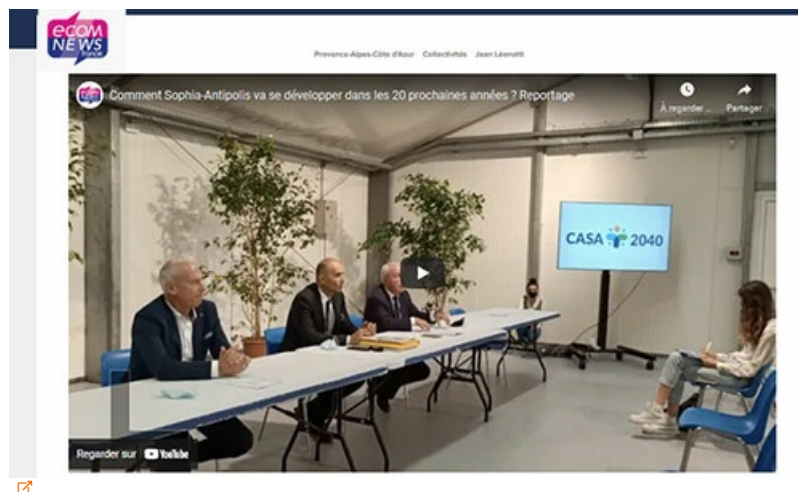 ecom
NEWS
france
Provence-Alpes-Côte d'Azur Collectivités Jean Léonatti
Comment Sophia-Antipolis va se développer dans les 20 prochaines années ? Reportage
À regarder ...
Partager
CASA 2040
Regarder sur YouTube